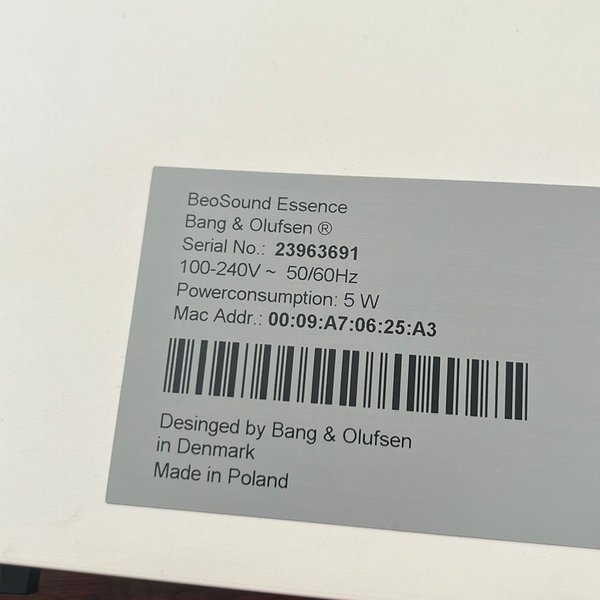 BeoSound Essence
Bang & Olufsen ®
Serial No.: 23963691
100-240V ~ 50/60Hz
Powerconsumption: 5 W
Mac Addr.: 00:09:A7:06:25:A3
Desinged by Bang & Olufsen
in Denmark
Made in Poland